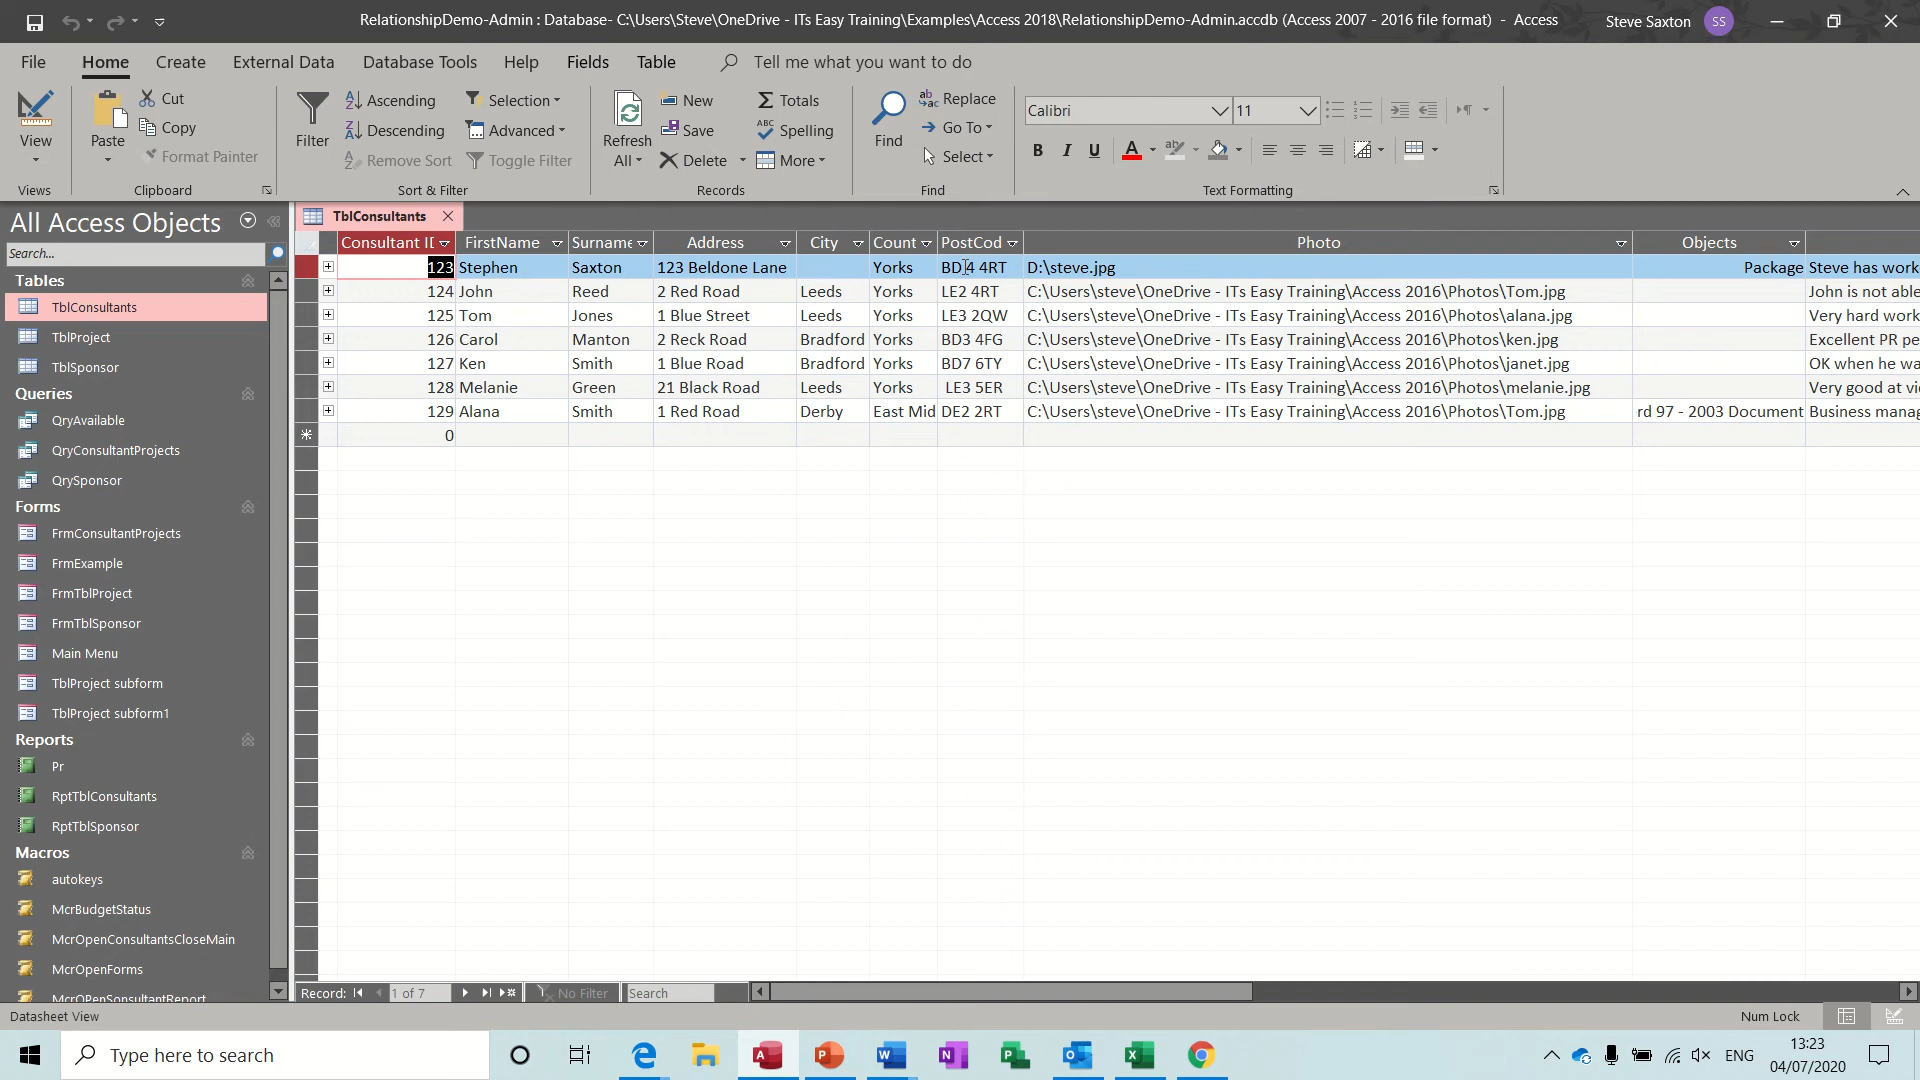 RelationshipDemo-Admin : Database- C:\Users\Steve\OneDrive - ITs Easy Training\Examples\Access 2018\RelationshipDemo-Admin.accdb (Access 2007 - 2016 file format) - Access
Steve Saxton SS
File Home Create External Data Database Tools Help Fields Table Tell me what you want to do
View
Views
Paste
Cut
Copy
Format Painter
Clipboard
Filter
Ascending
Descending
Remove Sort
Selection
Advanced
Toggle Filter
Sort & Filter
Refresh All
New
Save
Delete
Totals
Spelling
More
Records
Find
Replace
Go To
Select
Find
Calibri 11
B I U
Text Formatting
All Access Objects
Search...
Tables
TblConsultants
TblProject
TblSponsor
Queries
QryAvailable
QryConsultantProjects
QrySponsor
Forms
FrmConsultantProjects
FrmExample
FrmTblProject
FrmTblSponsor
Main Menu
TblProject subform
TblProject subform1
Reports
Pr
RptTblConsultants
RptTblSponsor
Macros
autokeys
McrBudgetStatus
McrOpenConsultantsCloseMain
McrOpenForms
McrOPenSonsultantReport
TblConsultants
Consultant ID FirstName Surname Address City Count PostCod Photo Objects
123 Stephen Saxton 123 Beldone Lane Yorks BD4 4RT D:\steve.jpg Package Steve has work
124 John Reed 2 Red Road Leeds Yorks LE2 4RT C:\Users\steve\OneDrive - ITs Easy Training\Access 2016\Photos\Tom.jpg John is not able
125 Tom Jones 1 Blue Street Leeds Yorks LE3 2QW C:\Users\steve\OneDrive - ITs Easy Training\Access 2016\Photos\alana.jpg Very hard work
126 Carol Manton 2 Reck Road Bradford Yorks BD3 4FG C:\Users\steve\OneDrive - ITs Easy Training\Access 2016\Photos\ken.jpg Excellent PR pe
127 Ken Smith 1 Blue Road Bradford Yorks BD7 6TY C:\Users\steve\OneDrive - ITs Easy Training\Access 2016\Photos\janet.jpg OK when he wa
128 Melanie Green 21 Black Road Leeds Yorks LE3 5ER C:\Users\steve\OneDrive - ITs Easy Training\Access 2016\Photos\melanie.jpg Very good at vi
129 Alana Smith 1 Red Road Derby East Mid DE2 2RT C:\Users\steve\OneDrive - ITs Easy Training\Access 2016\Photos\Tom.jpg rd 97 - 2003 Document Business manag
0
Record: 1 of 7 No Filter Search
Datasheet View Num Lock
Type here to search
ENG
13:23
04/07/2020